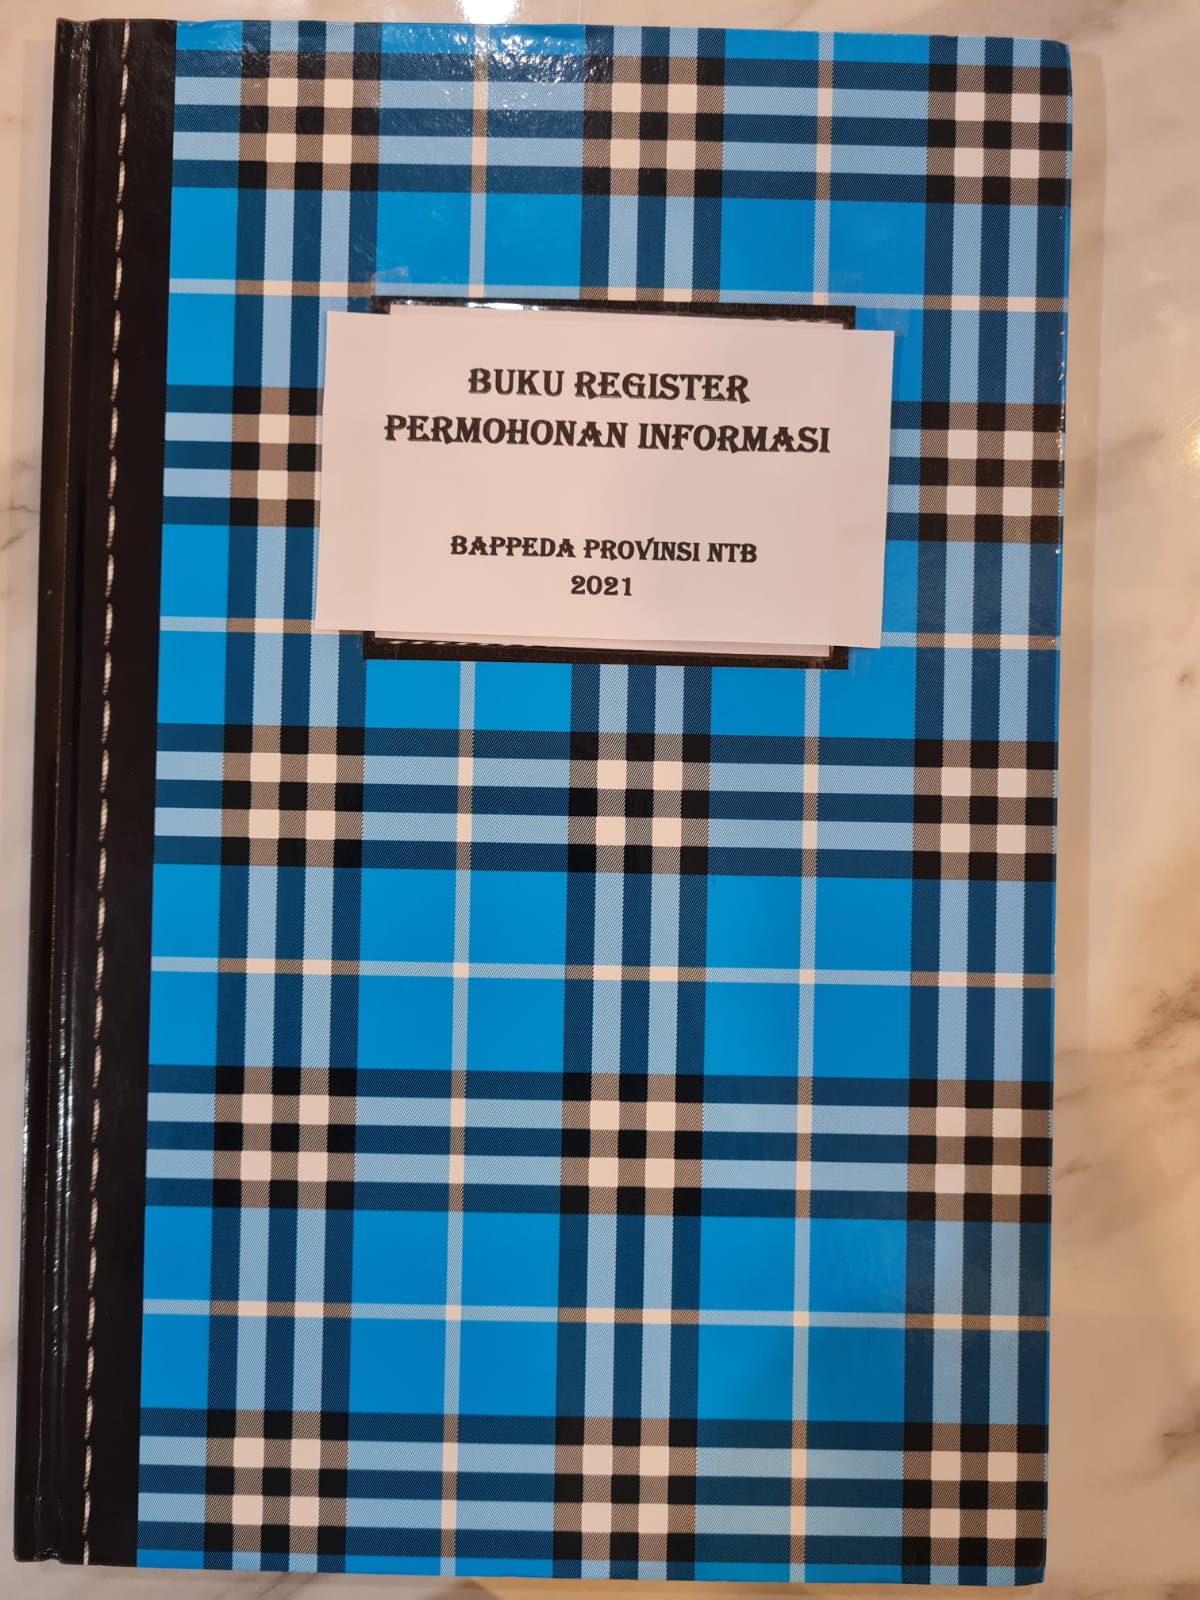 BUKU REGISTER
PERMOHONAN INFORMASI
BAPPEDA PROVINSI NTB
2021